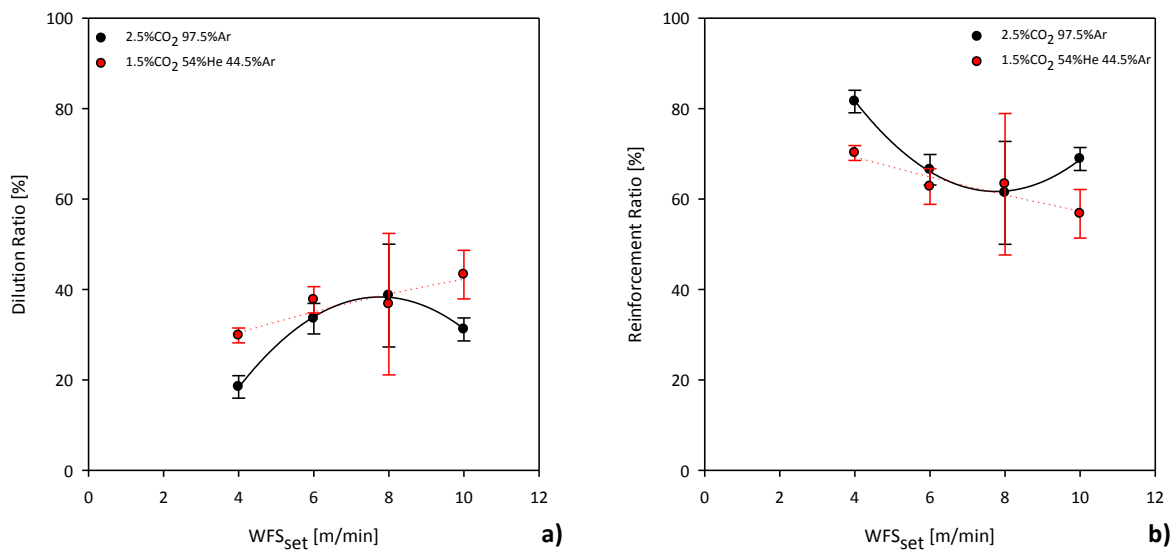 100
80
60
40
20
0
Dilution Ratio [%]
2.5%CO2 97.5%Ar
1.5%CO2 54%He 44.5%Ar
0 2 4 6 8 10 12
WFSset [m/min]
a)
100
80
60
40
20
0
Reinforcement Ratio [%]
2.5%CO2 97.5%Ar
1.5%CO2 54%He 44.5%Ar
0 2 4 6 8 10 12
WFSset [m/min]
b)